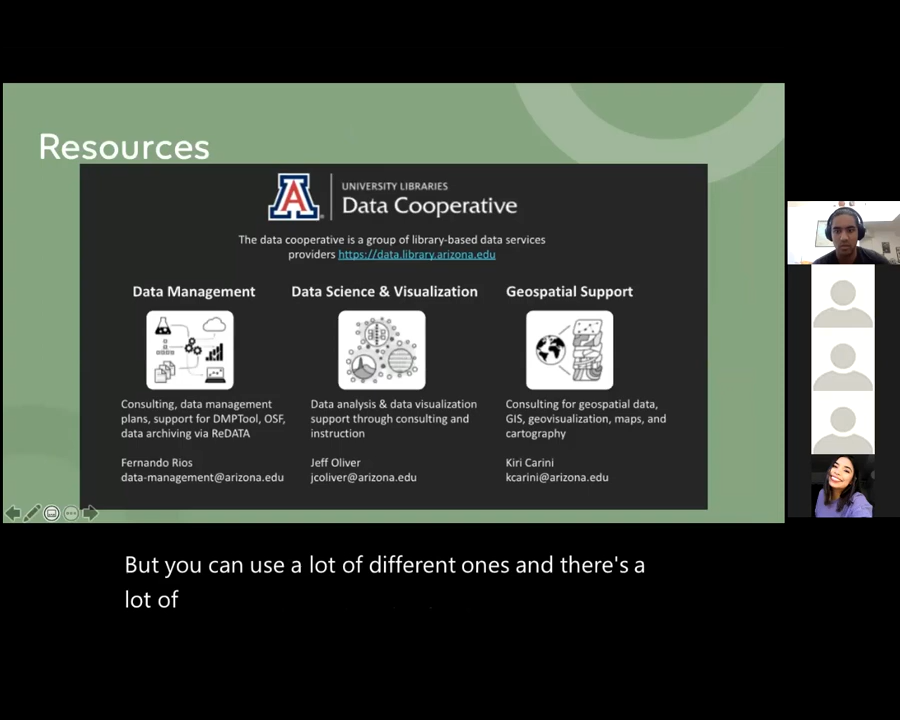 Resources
A
UNIVERSITY LIBRARIES
Data Cooperative
The data cooperative is a group of library-based data services
providers https://data.library.arizona.edu
Data Management
Data Science & Visualization
Geospatial Support
Consulting, data management
plans, support for DMPTool, OSF,
data archiving via ReDATA
Fernando Rios
data-management@arizona.edu
Data analysis & data visualization
support through consulting and
instruction
Jeff Oliver
jcoliver@arizona.edu
Consulting for geospatial data,
GIS, geovisualization, maps, and
cartography
Kiri Carini
kcarini@arizona.edu
But you can use a lot of different ones and there's a
lot of